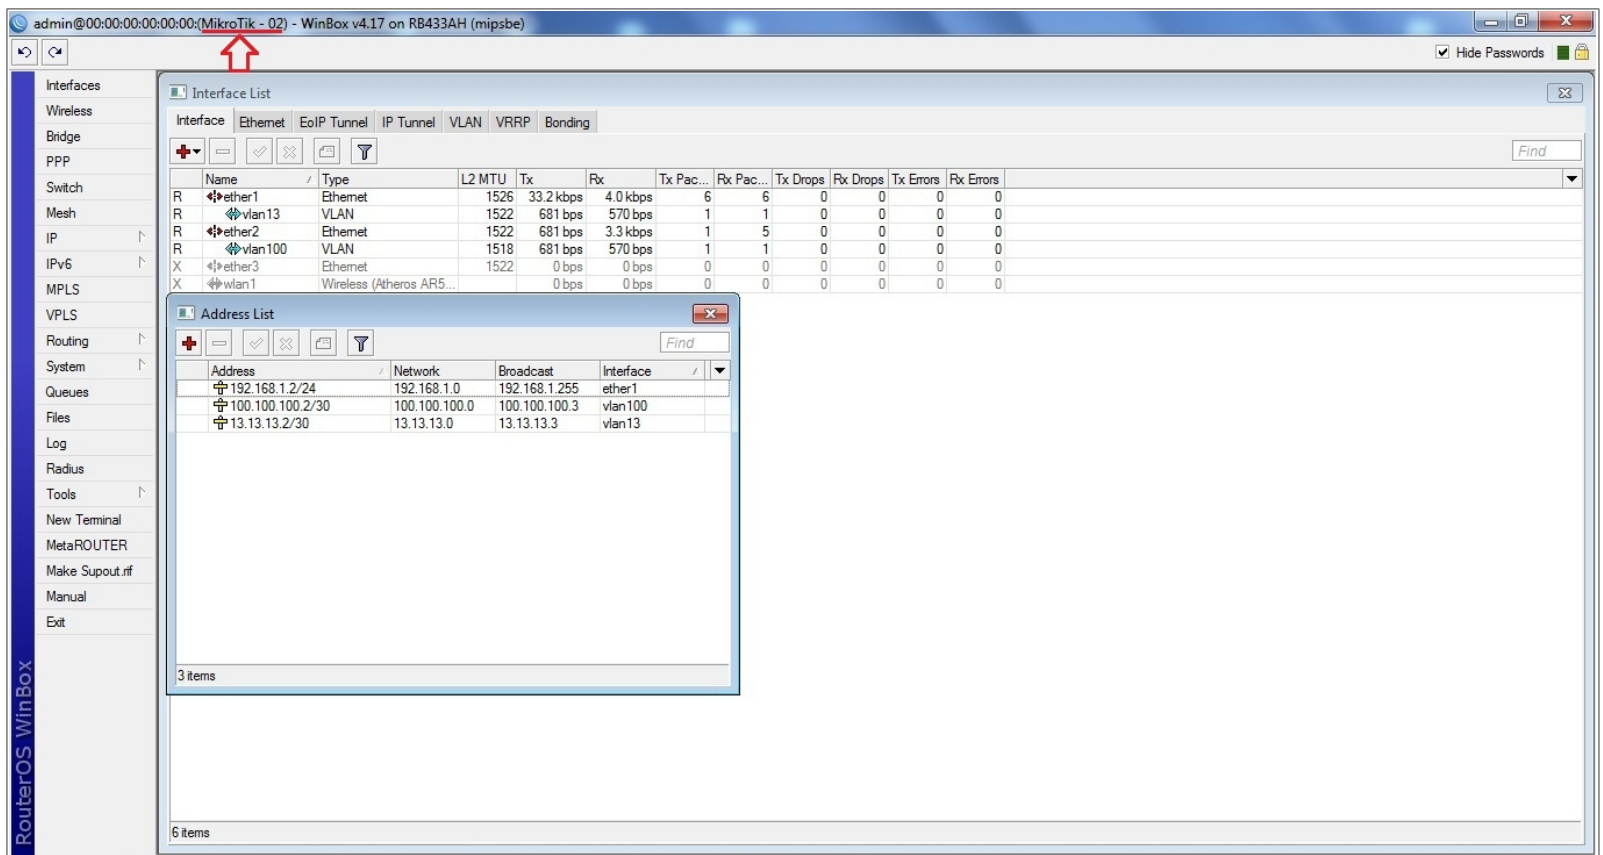 admin@00:00:00:00:00:00:(MikroTik - 02) - WinBox v4.17 on RB433AH (mipsbe)
Hide Passwords
Interfaces
Wireless
Bridge
PPP
Switch
Mesh
IP
IPv6
MPLS
VPLS
Routing
System
Queues
Files
Log
Radius
Tools
New Terminal
MetaROUTER
Make Supout.rif
Manual
Exit
RouterOS WinBox
Interface List
Interface Ethernet EoIP Tunnel IP Tunnel VLAN VRRP Bonding
Find
Name / Type L2 MTU Tx Rx Tx Pac... Rx Pac... Tx Drops Rx Drops Tx Errors Rx Errors
R ether1 Ethernet 1526 33.2 kbps 4.0 kbps 6 6 0 0 0 0
R vlan13 VLAN 1522 681 bps 570 bps 1 1 0 0 0 0
R ether2 Ethernet 1522 681 bps 3.3 kbps 1 5 0 0 0 0
R vlan100 VLAN 1518 681 bps 570 bps 1 1 0 0 0 0
X ether3 Ethernet 1522 0 bps 0 bps 0 0 0 0 0 0
X wlan1 Wireless (Atheros AR5... 0 bps 0 bps 0 0 0 0 0 0
Address List
Find
Address / Network Broadcast Interface /
192.168.1.2/24 192.168.1.0 192.168.1.255 ether1
100.100.100.2/30 100.100.100.0 100.100.100.3 vlan100
13.13.13.2/30 13.13.13.0 13.13.13.3 vlan13
3 items
6 items